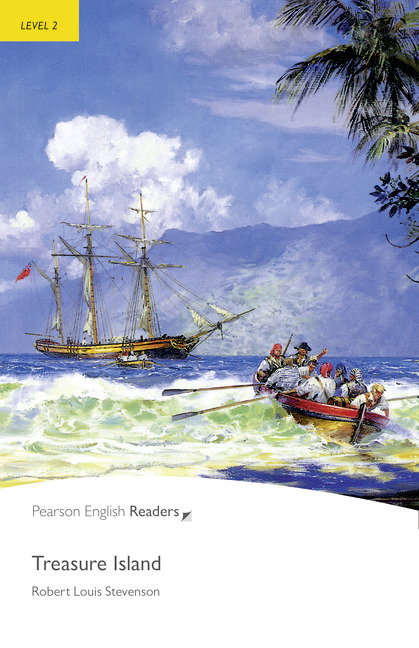 LEVEL 2
Pearson English Readers
Treasure Island
Robert Louis Stevenson